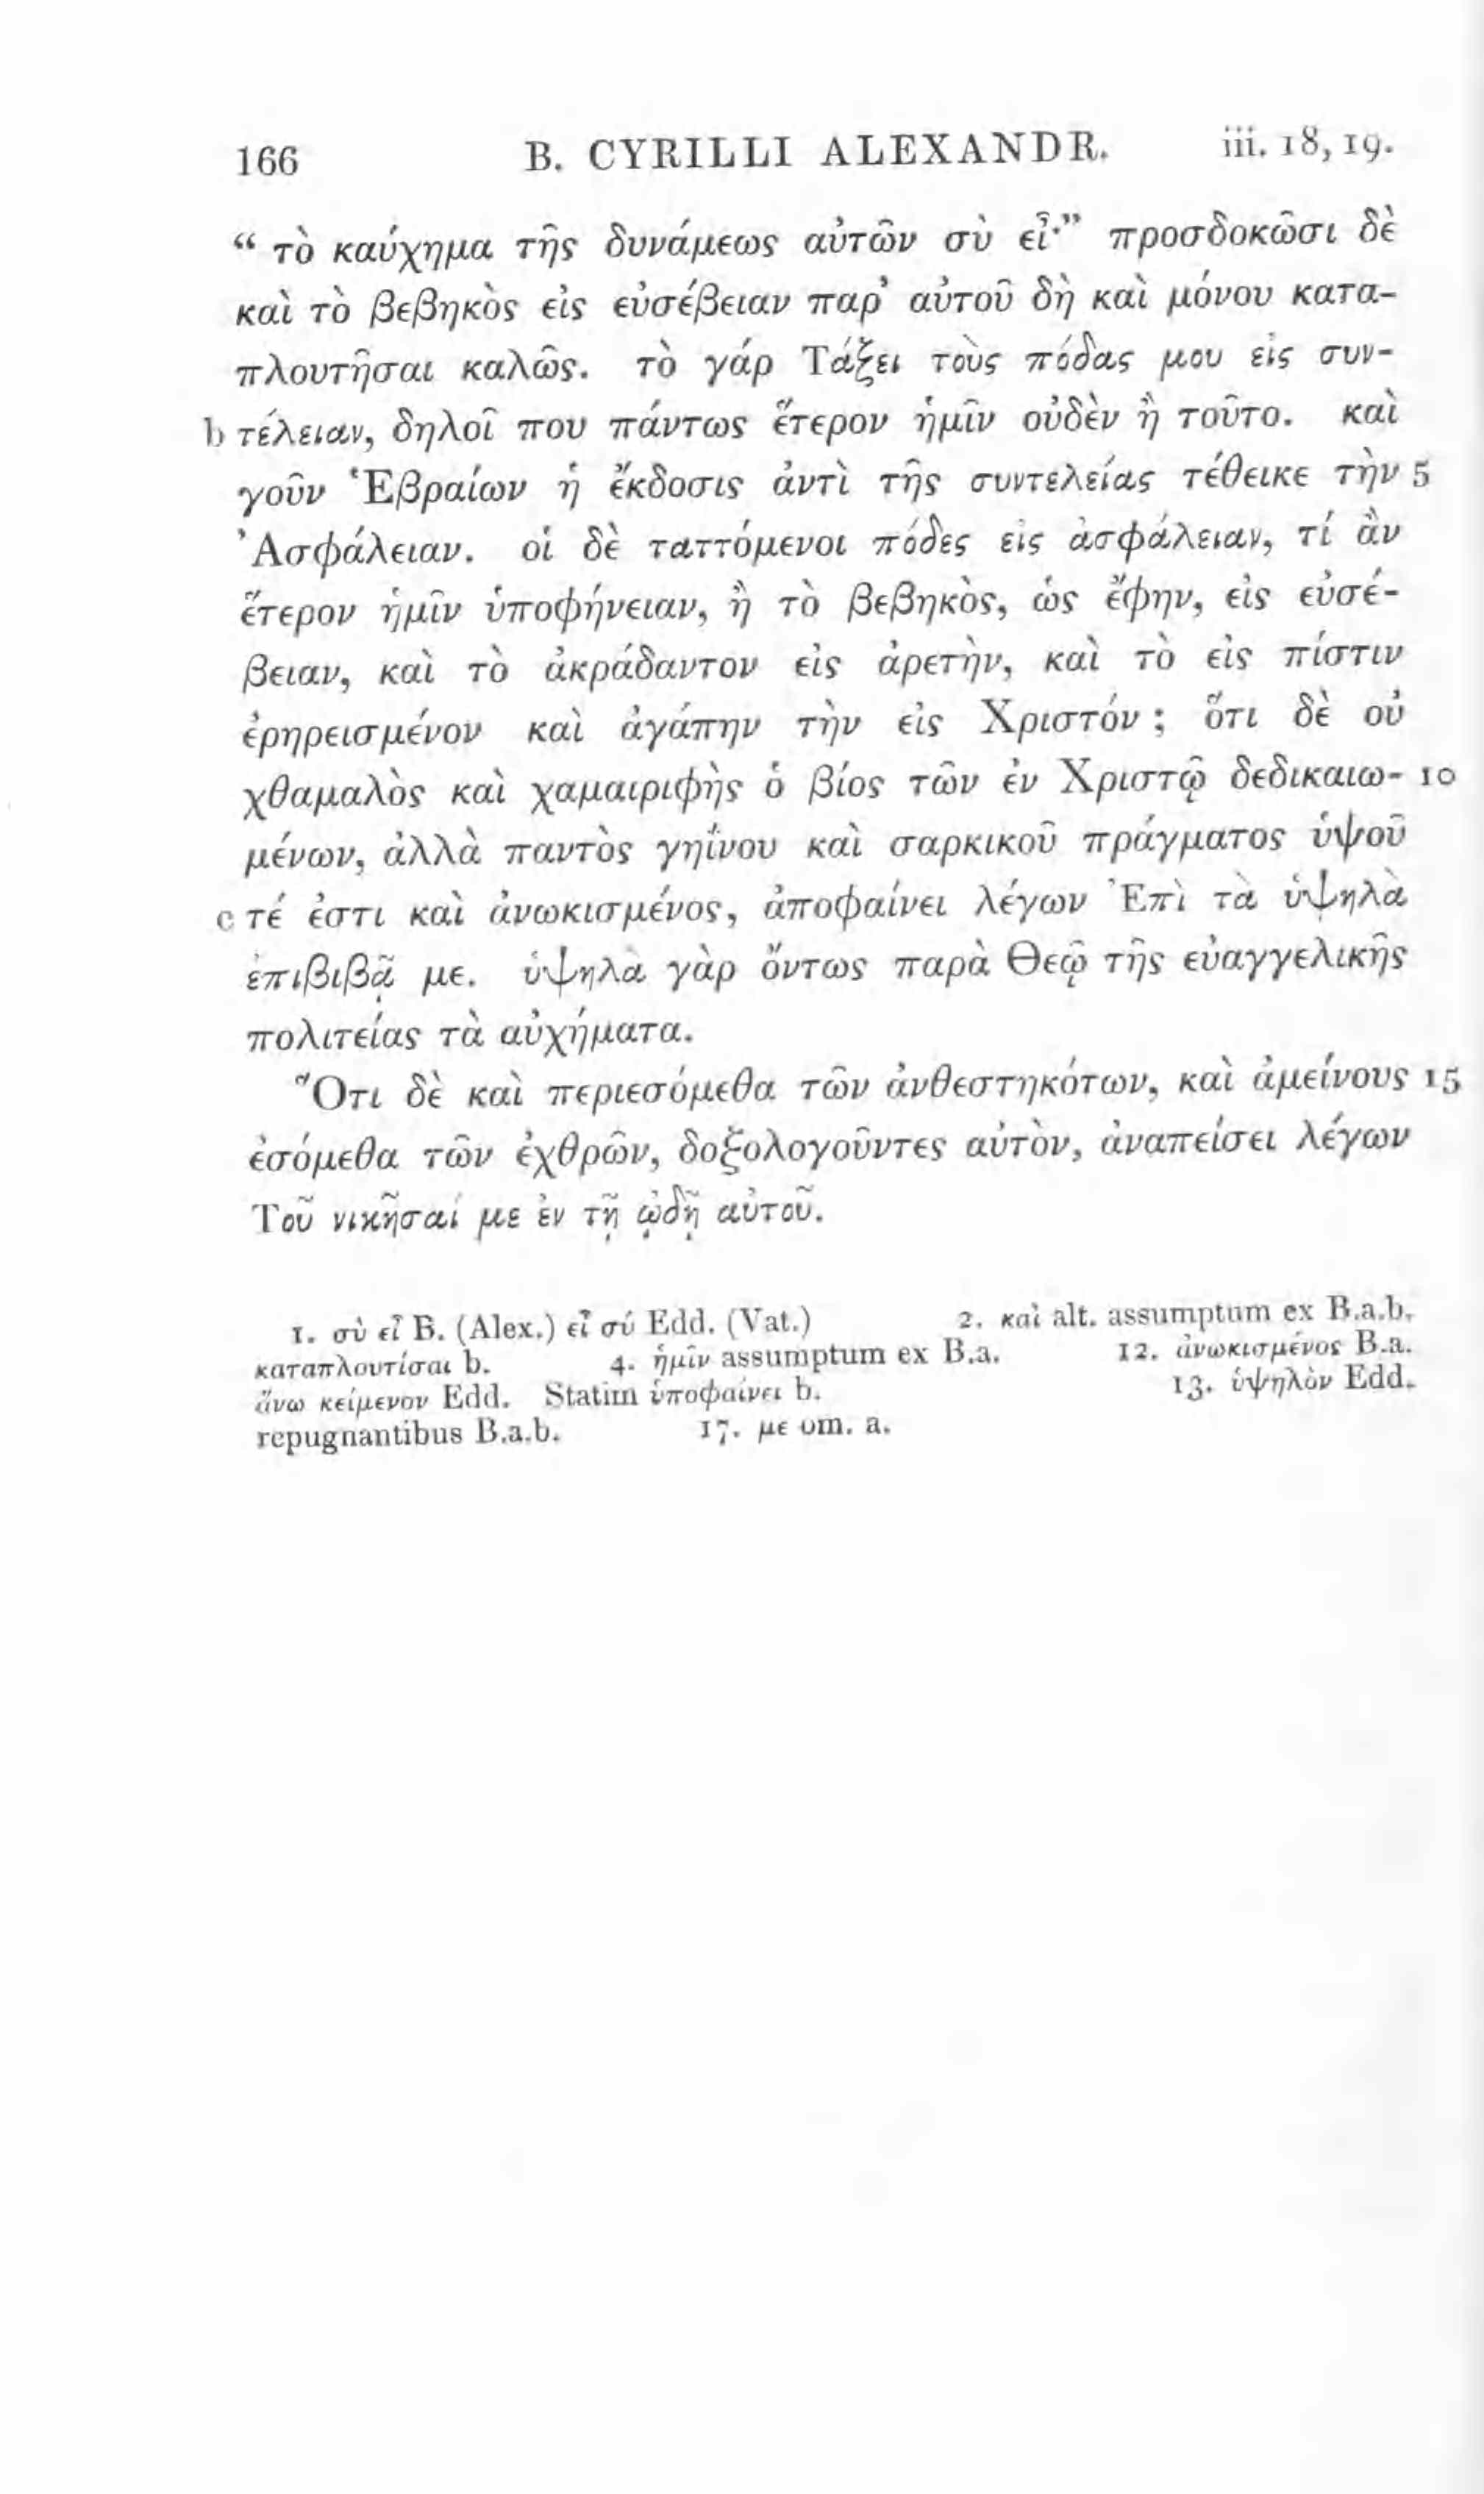 166 B. CYRILLI ALEXANDR. iii. 18, 19.
“ τὸ καύχημα τῆς δυνάμεως αὐτῶν σὺ εἶ·” προσδοκῶσι δὲ
καὶ τὸ βεβηκὸς εἰς εὐσέβειαν παρ’ αὐτοῦ δὴ καὶ μόνου κατα-
πλουτῆσαι καλῶς. τὸ γάρ Τάξει τοὺς πόδας μου εἰς συν-
b τέλειαν, δηλοῖ που πάντως ἕτερον ἡμῖν οὐδὲν ἢ τοῦτο. καὶ
γοῦν Ἑβραίων ἡ ἔκδοσις ἀντὶ τῆς συντελείας τέθεικε τὴν 5
Ἀσφάλειαν. οἱ δὲ ταττόμενοι πόδες εἰς ἀσφάλειαν, τί ἂν
ἕτερον ἡμῖν ὑποφήνειαν, ἢ τὸ βεβηκὸς, ὡς ἔφην, εἰς εὐσέ-
βειαν, καὶ τὸ ἀκράδαντον εἰς ἀρετὴν, καὶ τὸ εἰς πίστιν
ἐρηρεισμένον καὶ ἀγάπην τὴν εἰς Χριστόν ; ὅτι δὲ οὐ
χθαμαλὸς καὶ χαμαιριφὴς ὁ βίος τῶν ἐν Χριστῷ δεδικαιω- 10
μένων, ἀλλὰ παντὸς γηΐνου καὶ σαρκικοῦ πράγματος ὑψοῦ
c τέ ἐστι καὶ ἀνωκισμένος, ἀποφαίνει λέγων Ἐπὶ τὰ ὑψηλὰ
ἐπιβιβᾷ με. ὑψηλὰ γὰρ ὄντως παρὰ Θεῷ τῆς εὐαγγελικῆς
πολιτείας τὰ αὐχήματα.
Ὅτι δὲ καὶ περιεσόμεθα τῶν ἀνθεστηκότων, καὶ ἀμείνους 15
ἐσόμεθα τῶν ἐχθρῶν, δοξολογοῦντες αὐτὸν, ἀναπείσει λέγων
Τοῦ νικῆσαί με ἐν τῇ ᾠδῇ αὐτοῦ.
1. σὺ εἶ B. (Alex.) εἶ σύ Edd. (Vat.) 2. καὶ alt. assumptum ex B.a.b.
καταπλουτίσαι b. 4. ἡμῖν assumptum ex B.a. 12. ἀνωκισμένος B.a.
ἄνω κείμενον Edd. Statim ὑποφαίνει b. 13. ὑψηλὸν Edd.
repugnantibus B.a.b. 17. με om. a.